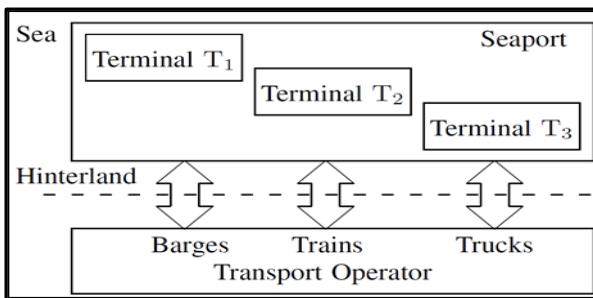 Sea
Seaport
Terminal T₁
Terminal T₂
Terminal T₃
Hinterland
Barges Trains Trucks
Transport Operator